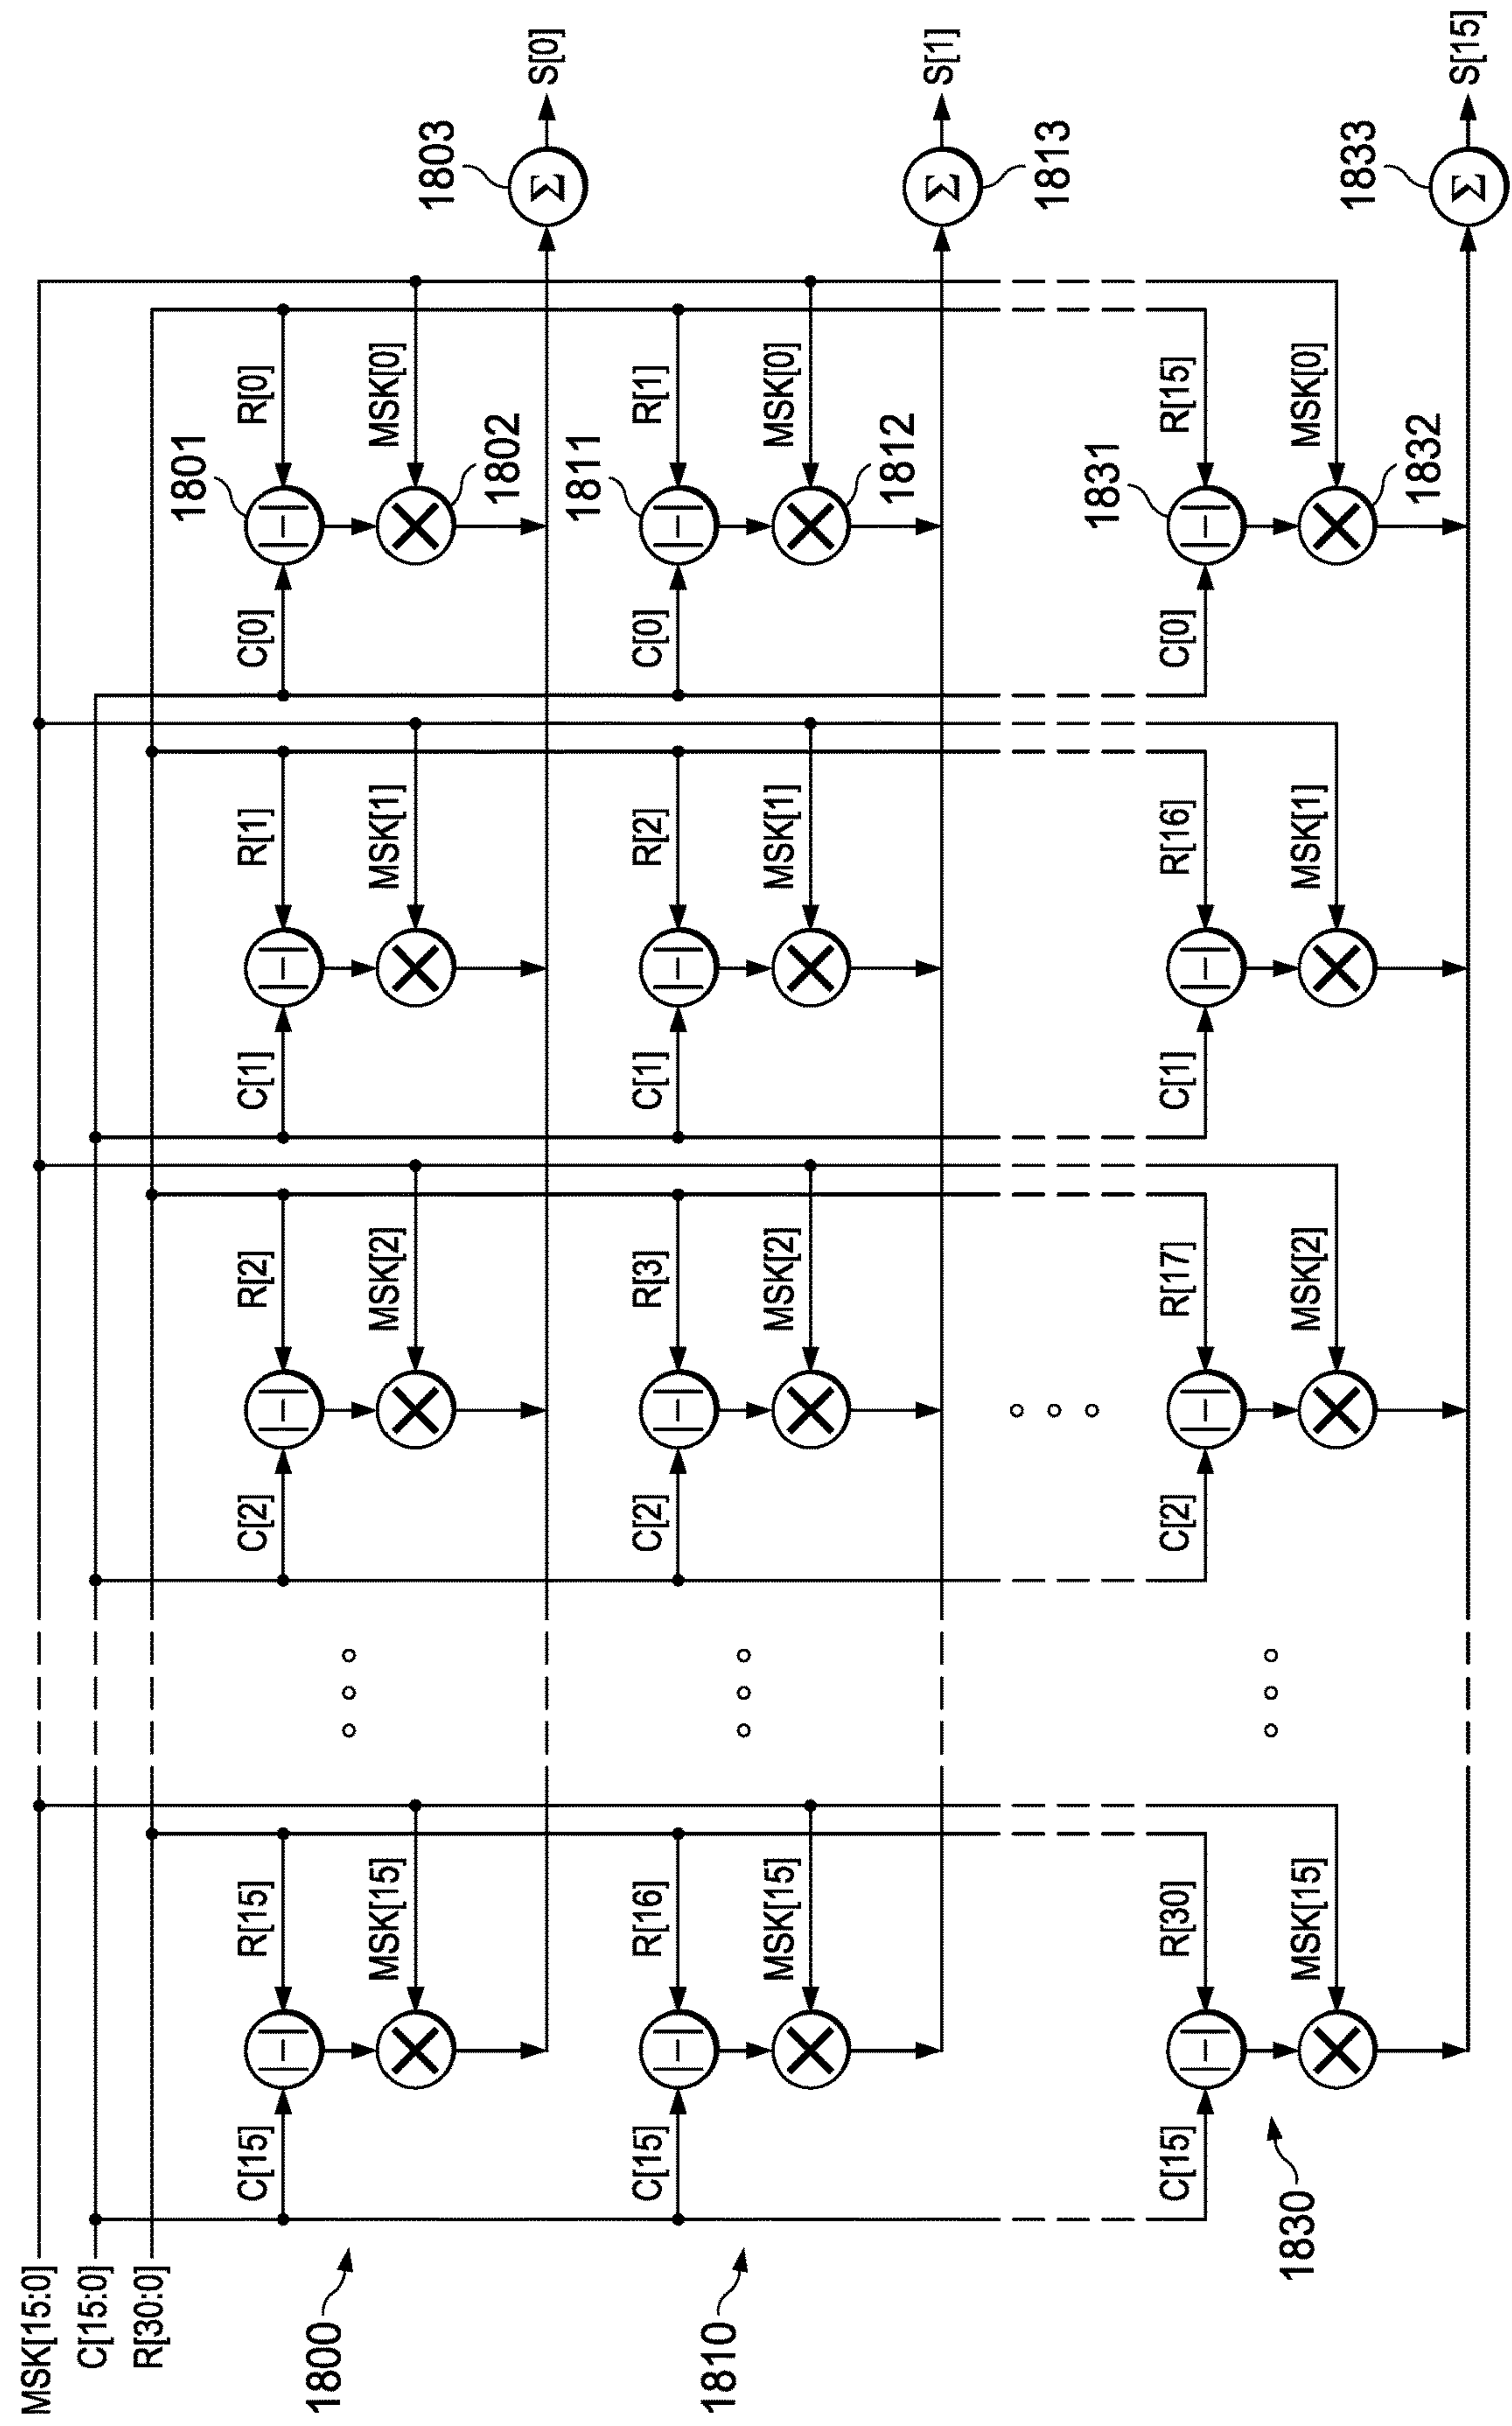 MSK[15:0]
C[15:0]
R[30:0]
1801
C[15] R[15] C[2] R[2] C[1] R[1] C[0] R[0]
1800
MSK[15] MSK[2] MSK[1] MSK[0]
1803
1802
Σ S[0]
1811
C[15] R[16] C[2] R[3] C[1] R[2] C[0] R[1]
1810
MSK[15] MSK[2] MSK[1] MSK[0]
1812
Σ S[1]
1813
1831
C[15] R[30] C[2] R[17] C[1] R[16] C[0] R[15]
1830
MSK[15] MSK[2] MSK[1] MSK[0]
1833
1832
Σ S[15]